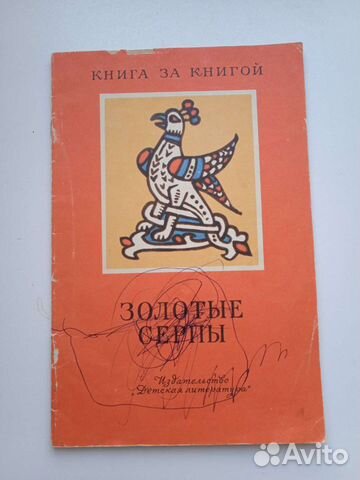 КНИГА ЗА КНИГОЙ
ЗОЛОТЫЕ
СЕРПЫ
Издательство
„Детская литература"
Avito